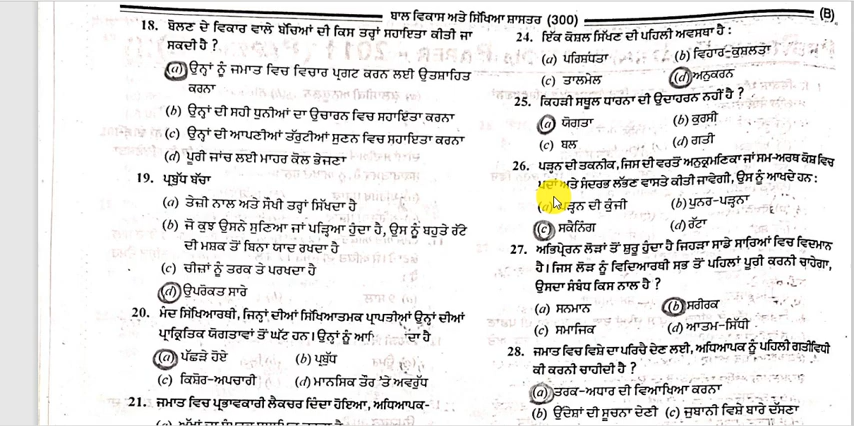 ਬਾਲ ਵਿਕਾਸ ਅਤੇ ਸਿੱਖਿਆ ਸ਼ਾਸਤਰ (300)
(B)
18. ਬੋਲਣ ਦੇ ਵਿਕਾਰ ਵਾਲੇ ਬੱਚਿਆਂ ਦੀ ਕਿਸ ਤਰ੍ਹਾਂ ਸਹਾਇਤਾ ਕੀਤੀ ਜਾ
ਸਕਦੀ ਹੈ ?
(a) ਉਨ੍ਹਾਂ ਨੂੰ ਜਮਾਤ ਵਿਚ ਵਿਚਾਰ ਪ੍ਰਗਟ ਕਰਨ ਲਈ ਉਤਸ਼ਾਹਿਤ
ਕਰਨਾ
(b) ਉਨ੍ਹਾਂ ਦੀ ਸਹੀ ਧੁਨੀਆਂ ਦਾ ਉਚਾਰਨ ਵਿਚ ਸਹਾਇਤਾ ਕਰਨਾ
(c) ਉਨ੍ਹਾਂ ਦੀ ਆਪਣੀਆਂ ਤੱਰੁਟੀਆਂ ਸੁਣਨ ਵਿਚ ਸਹਾਇਤਾ ਕਰਨਾ
(d) ਪੂਰੀ ਜਾਂਚ ਲਈ ਮਾਹਰ ਕੋਲ ਭੇਜਣਾ
19. ਪ੍ਰਬੁੱਧ ਬੱਚਾ
(a) ਤੇਜ਼ੀ ਨਾਲ ਅਤੇ ਸੌਖੀ ਤਰ੍ਹਾਂ ਸਿੱਖਦਾ ਹੈ
(b) ਜੋ ਕੁਝ ਉਸਨੇ ਸੁਣਿਆ ਜਾਂ ਪੜ੍ਹਿਆ ਹੁੰਦਾ ਹੈ, ਉਸ ਨੂੰ ਬਹੁਤੇ ਰੱਟੇ
ਦੀ ਮਸ਼ਕ ਤੋਂ ਬਿਨਾ ਯਾਦ ਰਖਦਾ ਹੈ
(c) ਚੀਜ਼ਾਂ ਨੂੰ ਤਰਕ ਤੇ ਪਰਖਦਾ ਹੈ
(d) ਉਪਰੋਕਤ ਸਾਰੇ
20. ਮੰਦ ਸਿਖਿਆਰਥੀ, ਜਿਨ੍ਹਾਂ ਦੀਆਂ ਸਿੱਖਿਆਤਮਕ ਪ੍ਰਾਪਤੀਆਂ ਉਨ੍ਹਾਂ ਦੀਆਂ
ਪ੍ਰਾਕ੍ਰਿਤਿਕ ਯੋਗਤਾਵਾਂ ਤੋਂ ਘੱਟ ਹਨ। ਉਨ੍ਹਾਂ ਨੂੰ ਹੈ
(a) ਪੱਛੜੇ ਹੋਏ (b) ਪ੍ਰਬੁੱਧ
(c) ਕਿਸ਼ੋਰ-ਅਪਚਾਰੀ (d) ਮਾਨਸਿਕ ਤੌਰ 'ਤੇ ਅਵਰੁੱਧ
21. ਜਮਾਤ ਵਿਚ ਪ੍ਰਭਾਵਕਾਰੀ ਲੈਕਚਰ ਦਿੰਦਾ ਹੋਇਆ, ਅਧਿਆਪਕ-
24. ਇੱਕ ਕੌਸ਼ਲ ਸਿੱਖਣ ਦੀ ਪਹਿਲੀ ਅਵਸਥਾ ਹੈ :
(a) ਪਰਿਸ਼ੱਧਤਾ (b) ਵਿਹਾਰ-ਕੁਸ਼ਲਤਾ
(c) ਤਾਲਮੇਲ (d) ਅਨੁਕਰਨ
25. ਕਿਹੜੀ ਸਥੂਲ ਧਾਰਨਾ ਦੀ ਉਦਾਹਰਨ ਨਹੀਂ ਹੈ ?
(a) ਯੋਗਤਾ (b) ਕੁਰਸੀ
(c) ਬਲ (d) ਗਤੀ
26. ਪੜ੍ਹਨ ਦੀ ਤਕਨੀਕ, ਜਿਸ ਦੀ ਵਰਤੋਂ ਅਨੁਕ੍ਰਮਣਿਕਾ ਜਾਂ ਸਮ-ਅਰਥ ਕੋਸ਼ ਵਿਚ
ਪਦਾਂ ਅਤੇ ਸੰਦਰਭ ਲੱਭਣ ਵਾਸਤੇ ਕੀਤੀ ਜਾਵੇਗੀ, ਉਸ ਨੂੰ ਆਖਦੇ ਹਨ :
(a) ਪੜ੍ਹਨ ਦੀ ਕੁੰਜੀ (b) ਪੁਨਰ-ਪੜ੍ਹਨਾ
(c) ਸਕੈਨਿੰਗ (d) ਰੱਟਾ
27. ਅਭਿਪ੍ਰੇਰਨ ਲੋੜਾਂ ਤੋਂ ਸ਼ੁਰੂ ਹੁੰਦਾ ਹੈ ਜਿਹੜਾ ਸਾਡੇ ਸਾਰਿਆਂ ਵਿਚ ਵਿਦਮਾਨ
ਹੈ। ਜਿਸ ਲੋੜ ਨੂੰ ਵਿਦਿਆਰਥੀ ਸਭ ਤੋਂ ਪਹਿਲਾਂ ਪੂਰੀ ਕਰਨੀ ਚਾਹੇਗਾ,
ਉਸਦਾ ਸੰਬੰਧ ਕਿਸ ਨਾਲ ਹੈ ?
(a) ਸਨਮਾਨ (b) ਸਰੀਰਕ
(c) ਸਮਾਜਿਕ (d) ਆਤਮ-ਸਿੱਧੀ
28. ਜਮਾਤ ਵਿਚ ਵਿਸ਼ੇ ਦਾ ਪਰਿਚੈ ਦੇਣ ਲਈ, ਅਧਿਆਪਕ ਨੂੰ ਪਹਿਲੀ ਗਤੀਵਿਧੀ
ਕੀ ਕਰਨੀ ਚਾਹੀਦੀ ਹੈ ?
(a) ਤਰਕ-ਅਧਾਰ ਦੀ ਵਿਆਖਿਆ ਕਰਨਾ
(b) ਉਦੇਸ਼ਾਂ ਦੀ ਸੂਚਨਾ ਦੇਣੀ (c) ਜ਼ੁਬਾਨੀ ਵਿਸ਼ੇ ਬਾਰੇ ਦੱਸਣਾ